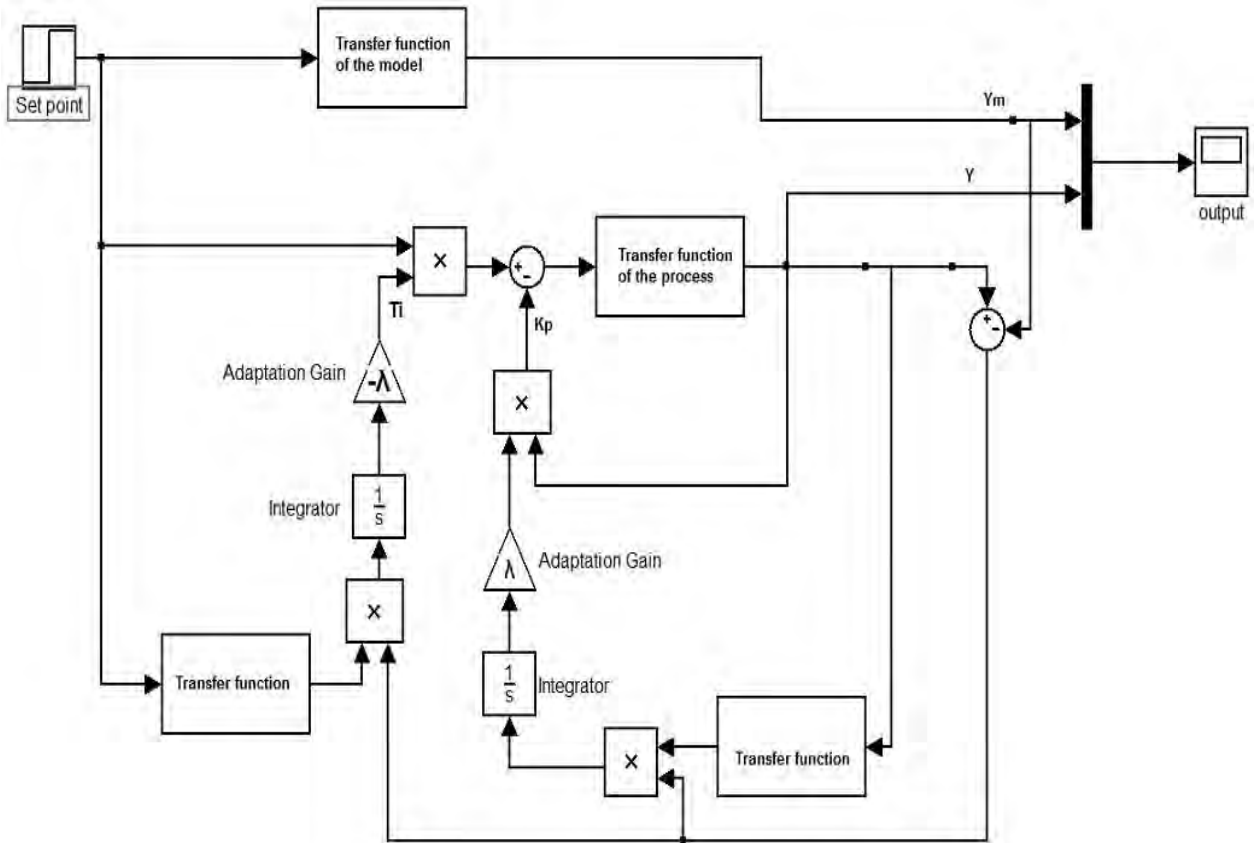 Transfer function
of the model
Set point
Ym
Y
output
×
+
-
Transfer function
of the process
Ti
Kp
+
-
Adaptation Gain
-λ
×
Integrator
1
s
λ
Adaptation Gain
×
Transfer function
1
s
Integrator
×
Transfer function